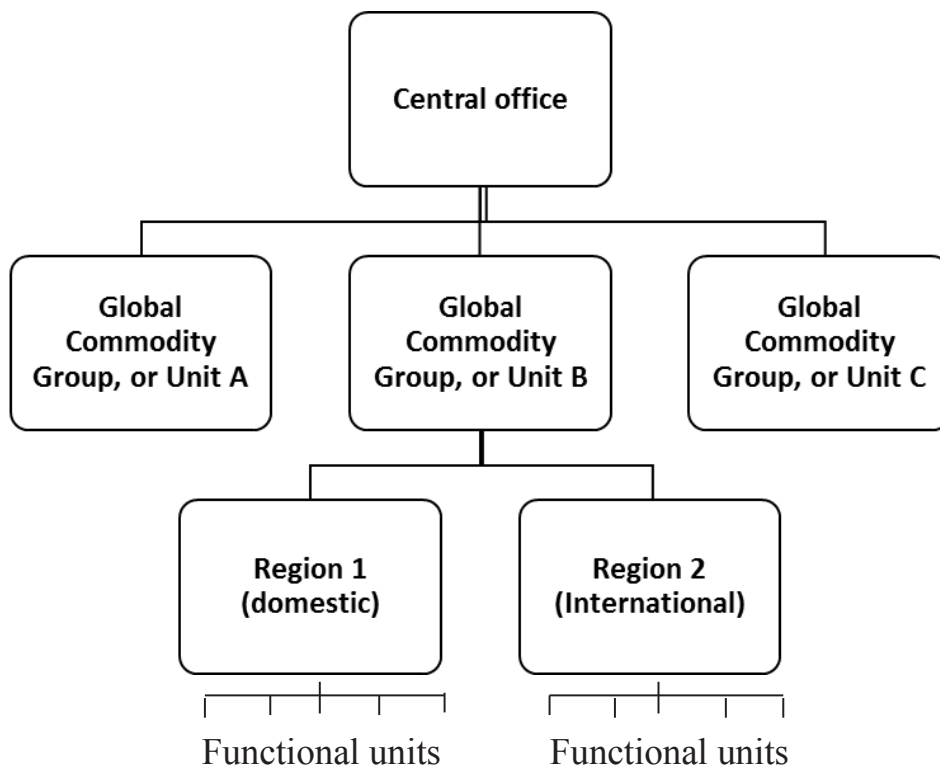 Central office
Global
Commodity
Group, or Unit A
Global
Commodity
Group, or Unit B
Global
Commodity
Group, or Unit C
Region 1
(domestic)
Region 2
(International)
Functional units
Functional units